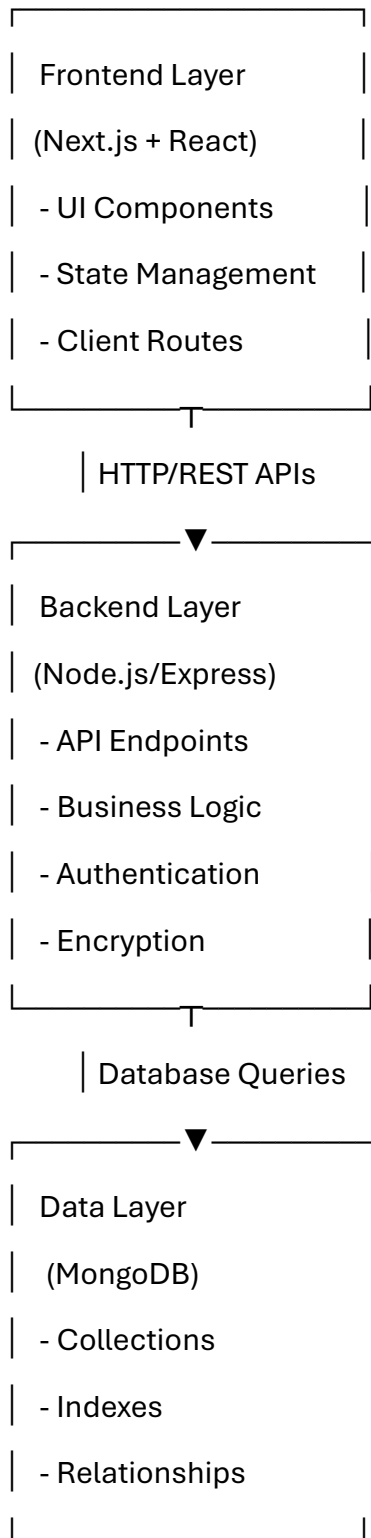 Frontend Layer
(Next.js + React)
- UI Components
- State Management
- Client Routes
HTTP/REST APIs
▼
Backend Layer
(Node.js/Express)
- API Endpoints
- Business Logic
- Authentication
- Encryption
Database Queries
▼
Data Layer
(MongoDB)
- Collections
- Indexes
- Relationships